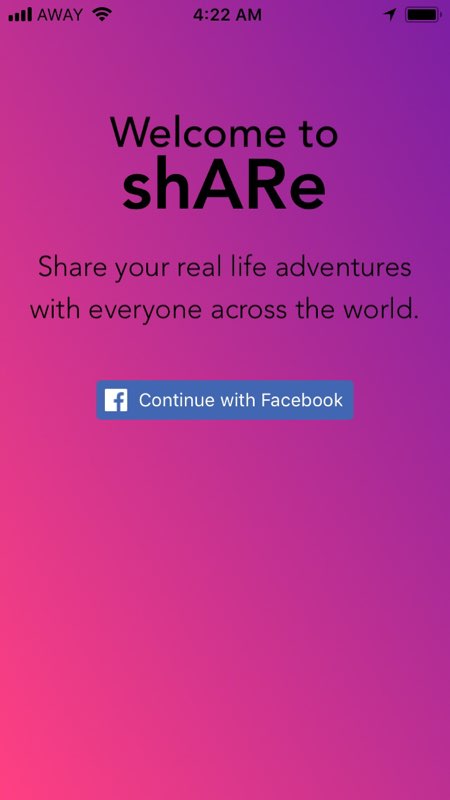 AWAY 4:22 AM
Welcome to
shARe
Share your real life adventures
with everyone across the world.
Continue with Facebook